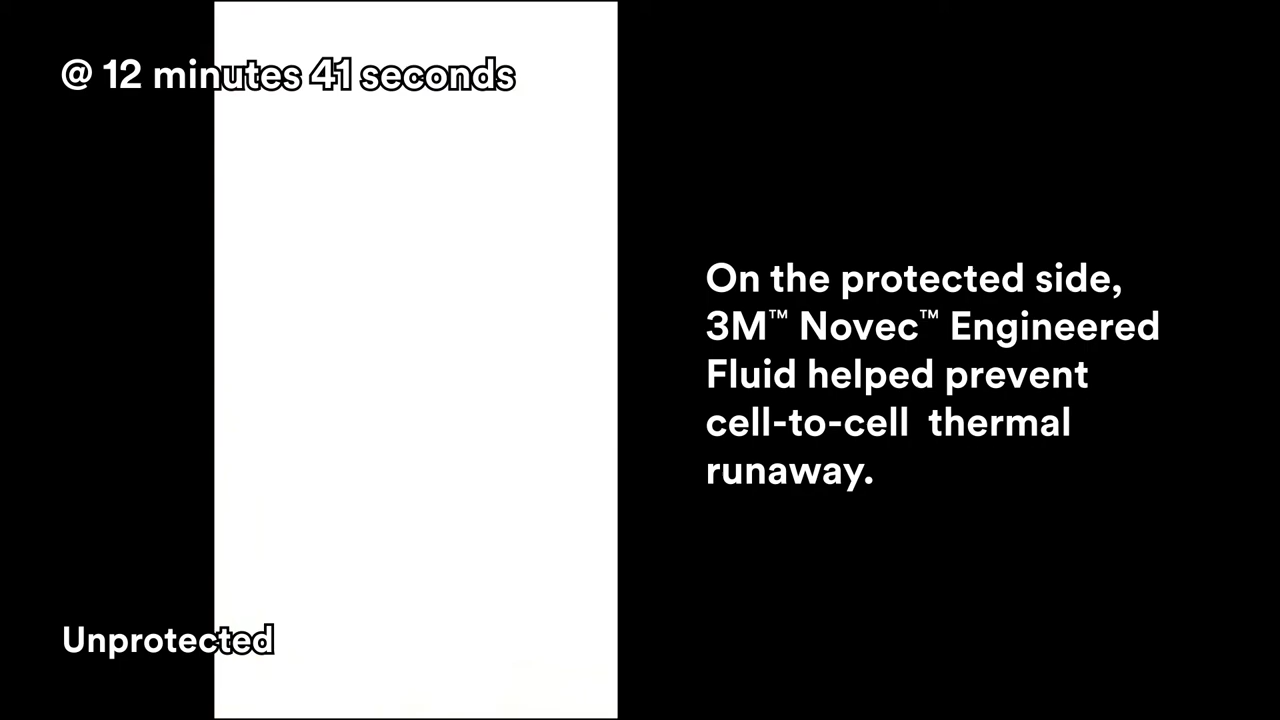 @ 12 minutes 41 seconds
On the protected side,
3M™ Novec™ Engineered
Fluid helped prevent
cell-to-cell thermal
runaway.
Unprotected